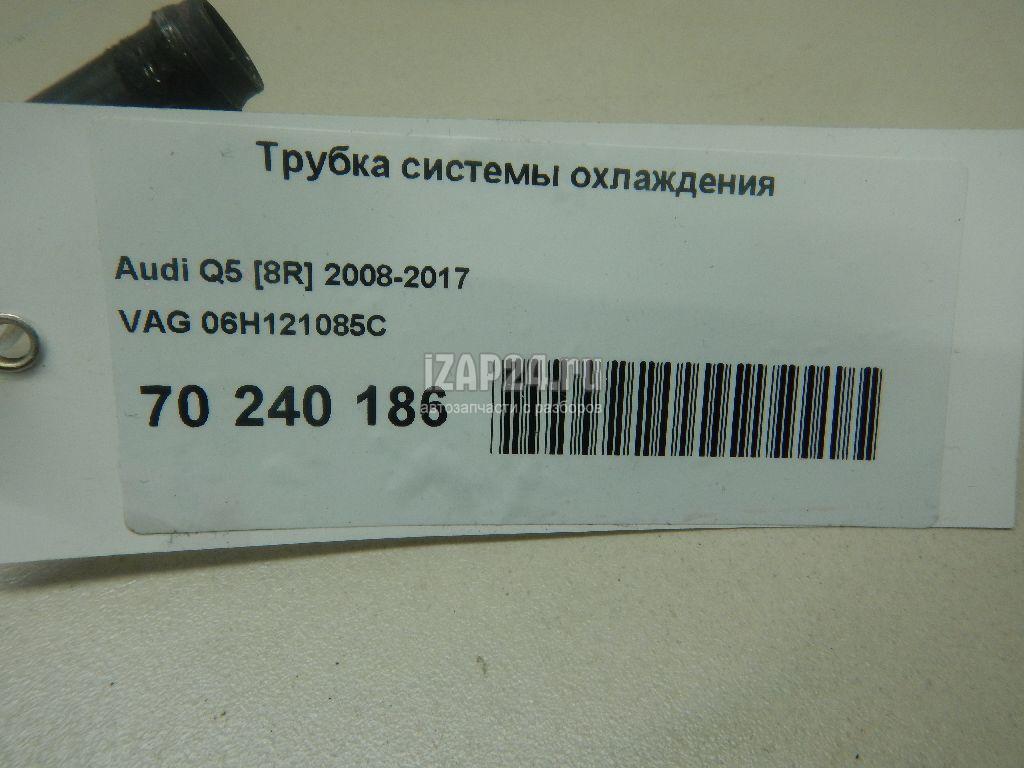 Трубка системы охлаждения
Audi Q5 [8R] 2008-2017
VAG 06H121085C
iZAP24.ru
70 240 186
автозапчасти с разборов